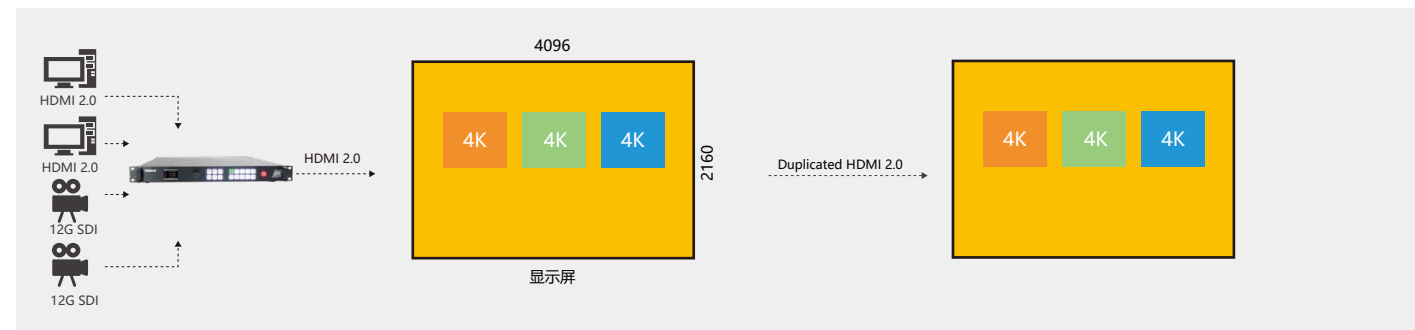 HDMI 2.0
HDMI 2.0
12G SDI
12G SDI
HDMI 2.0
4096
4K 4K 4K
2160
显示屏
Duplicated HDMI 2.0
4K 4K 4K